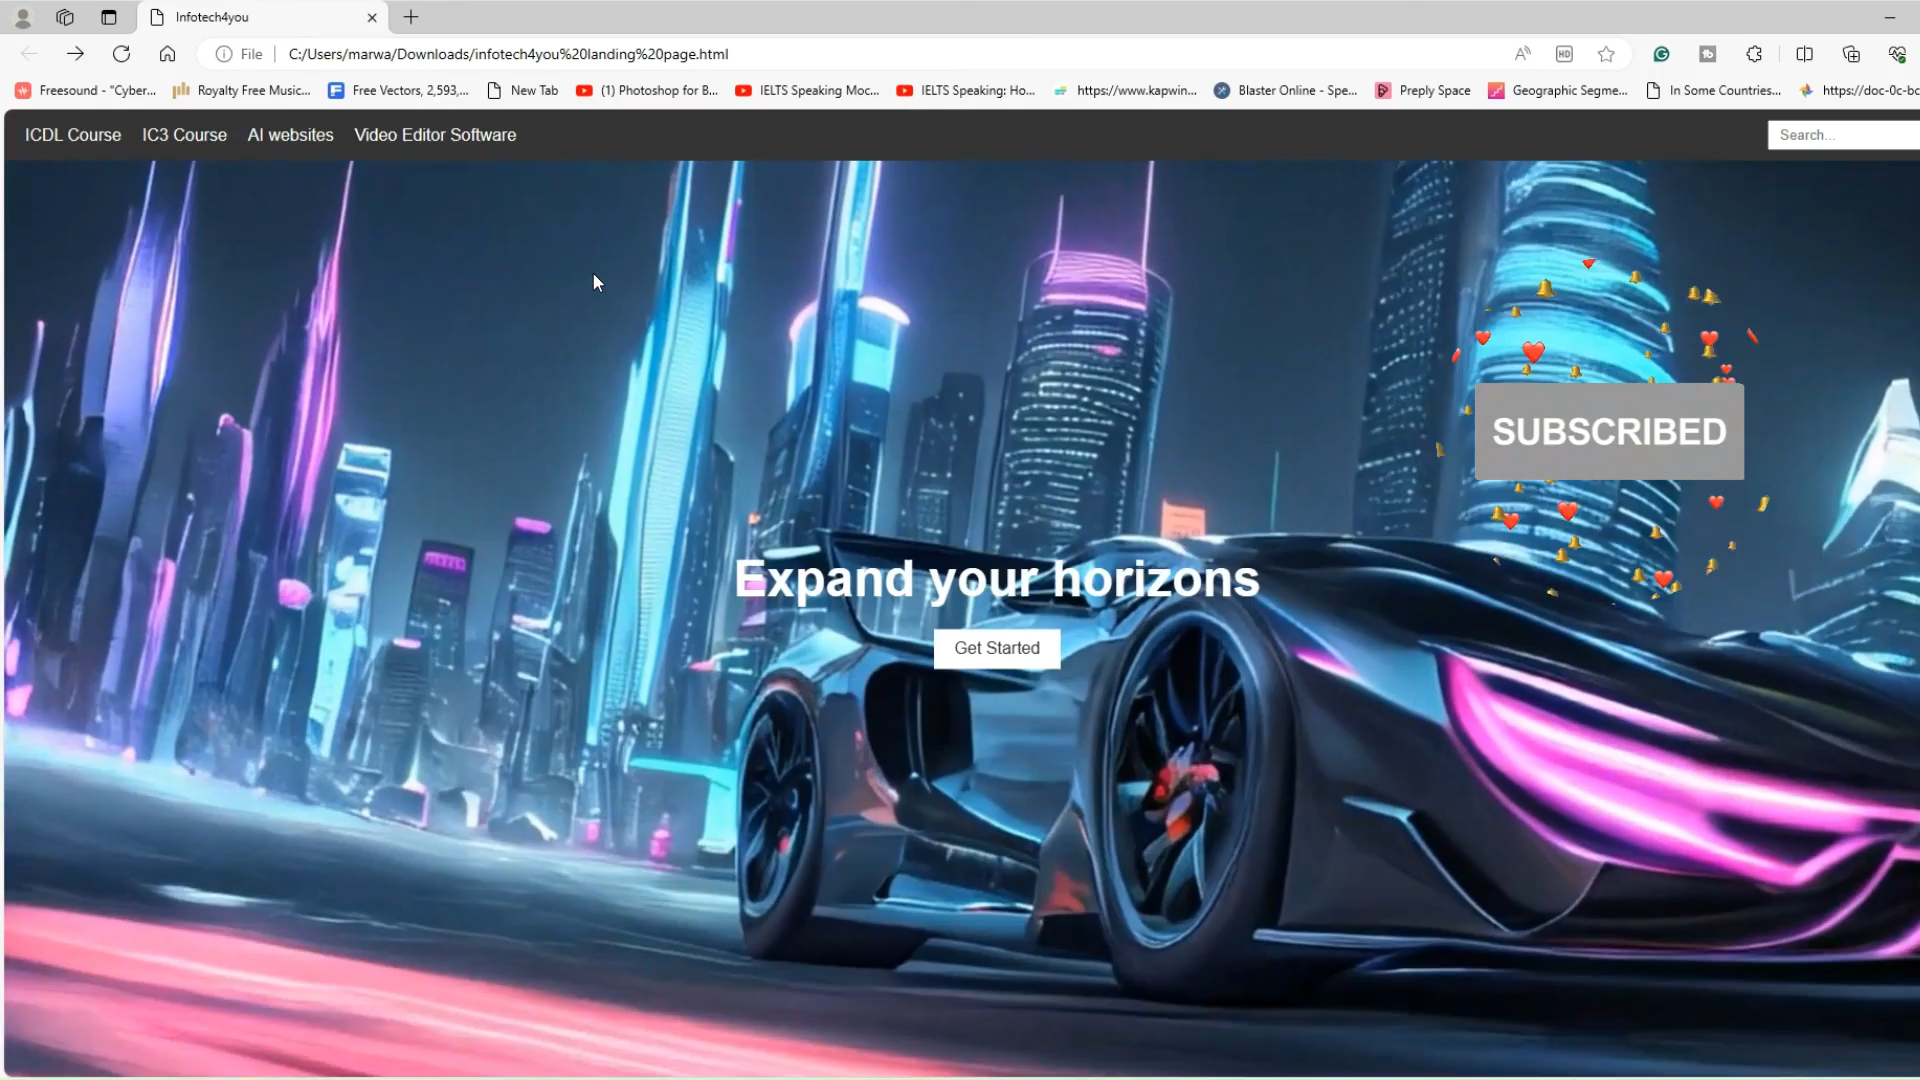 Infotech4you
File
C:/Users/marwa/Downloads/infotech4you%20landing%20page.html
HD
Freesound - "Cyber...
Royalty Free Music...
Free Vectors, 2,593,...
New Tab
(1) Photoshop for B...
IELTS Speaking Moc...
IELTS Speaking: Ho...
https://www.kapwin...
Blaster Online - Spe...
Preply Space
Geographic Segme...
In Some Countries...
https://doc-0c-bc
ICDL Course
IC3 Course
AI websites
Video Editor Software
Search...
SUBSCRIBED
Expand your horizons
Get Started